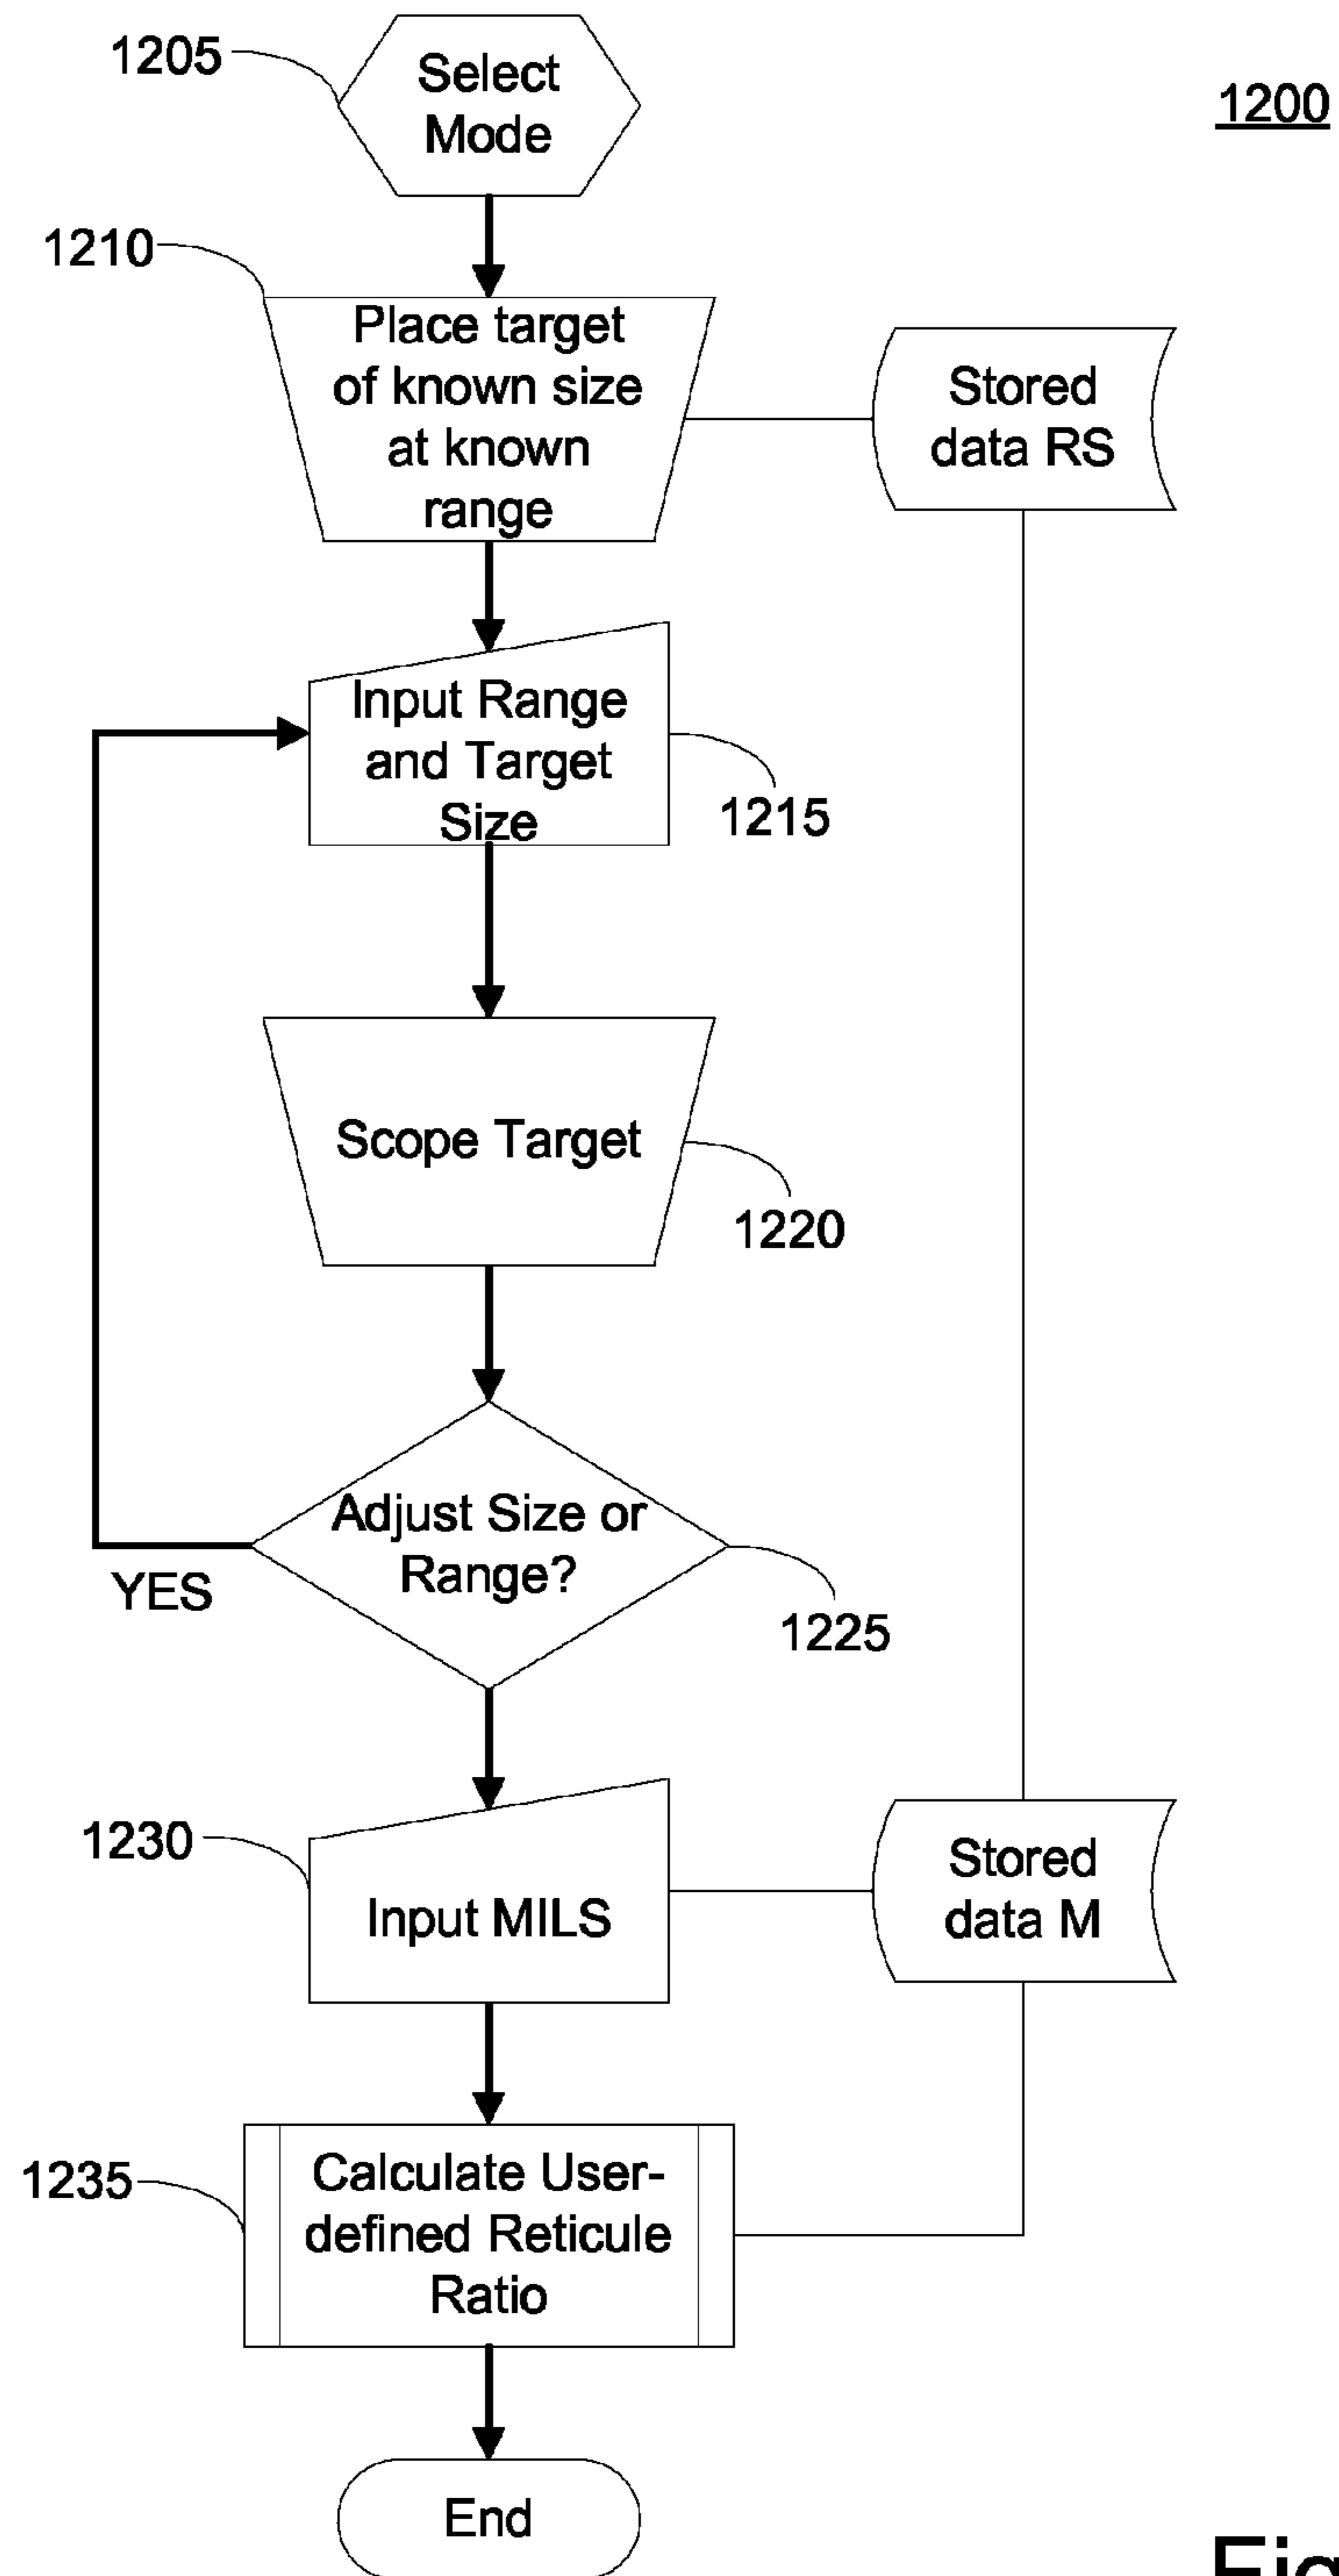 1205
Select
Mode
1200
1210
Place target
of known size
at known
range
Stored
data RS
Input Range
and Target
Size
1215
Scope Target
1220
Adjust Size or
Range?
YES
1225
1230
Input MILS
Stored
data M
1235
Calculate User-
defined Reticule
Ratio
End